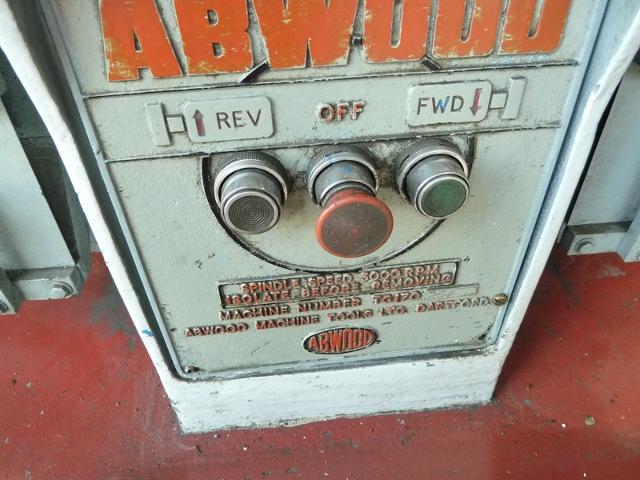 ABWOOD
REV OFF FWD
SPINDLE SPEED 3000 RPM
ISOLATE BEFORE REMOVING
MACHINE NUMBER TG170
ABWOOD MACHINE TOOLS LTD. DARTFORD.
ABWOOD